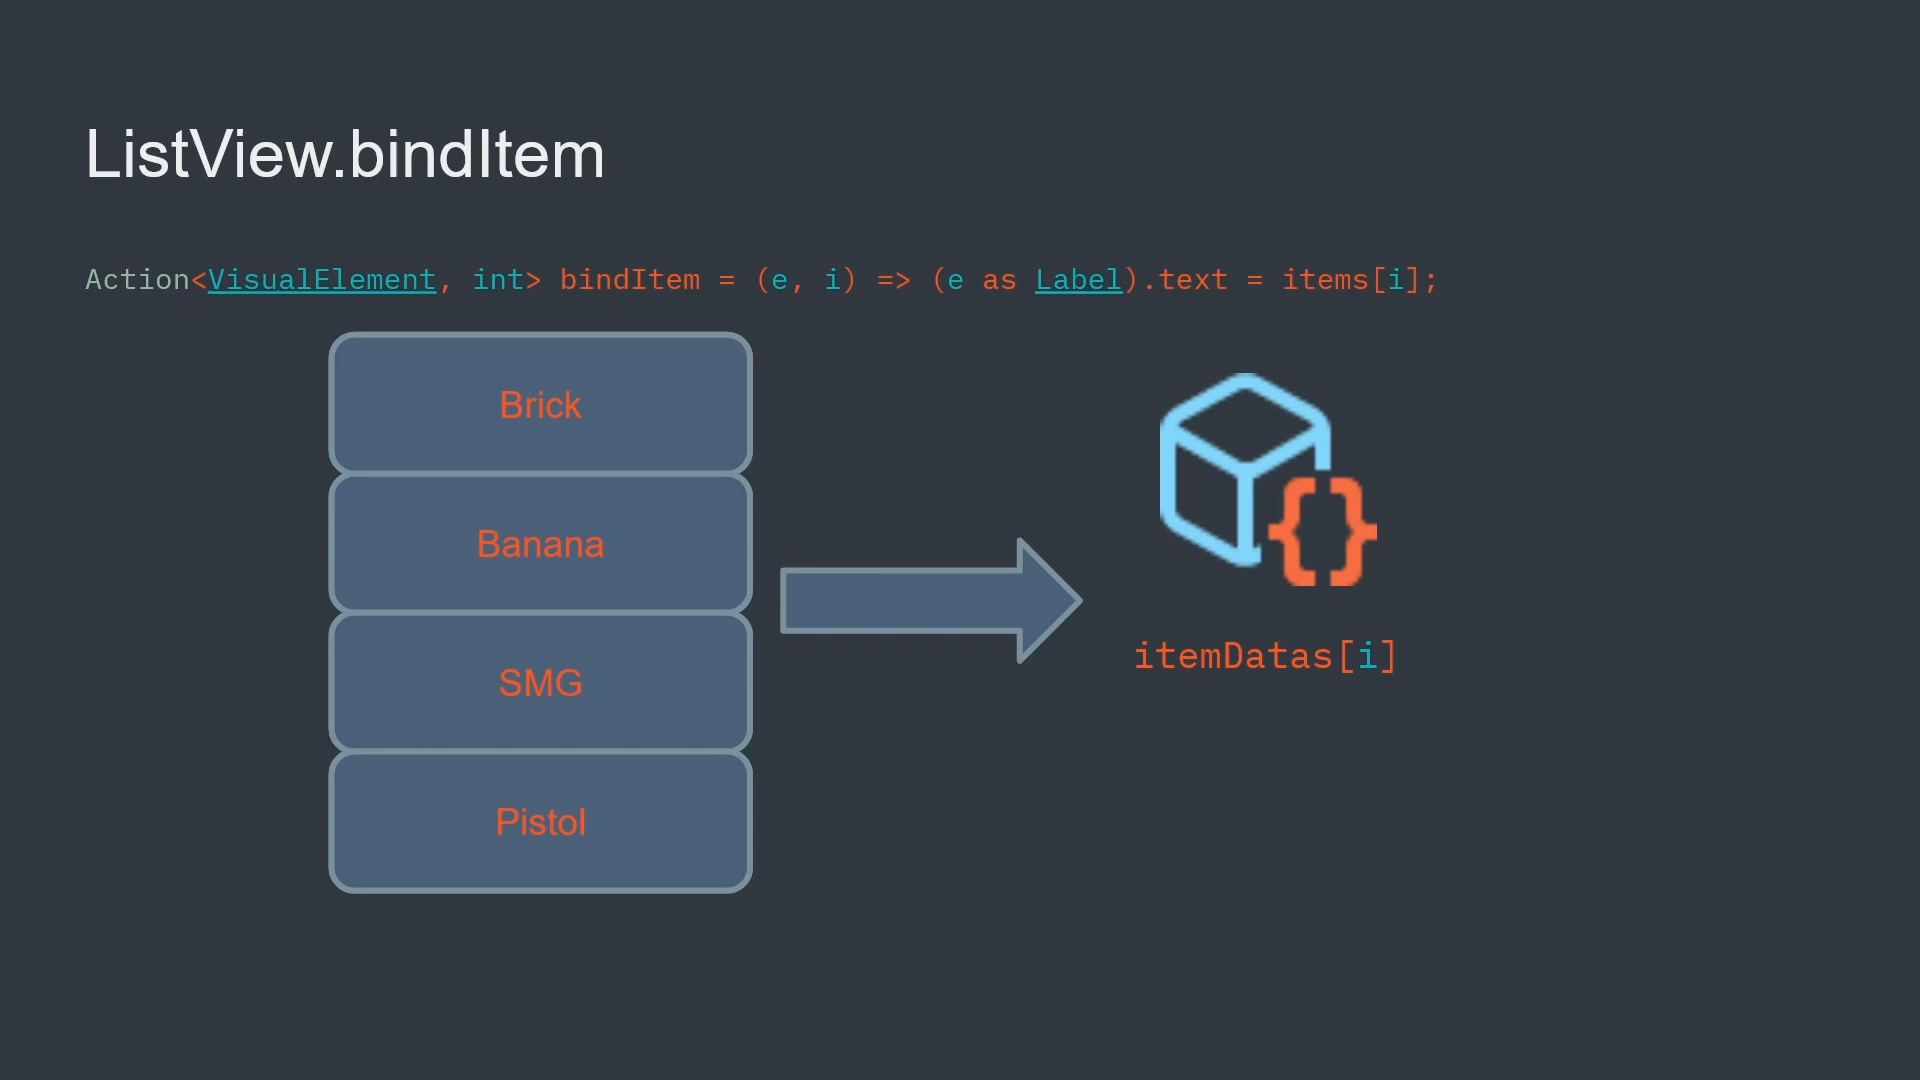 ListView.bindItem
Action<VisualElement, int> bindItem = (e, i) => (e as Label).text = items[i];
Brick
Banana
SMG
Pistol
{}
itemDatas[i]